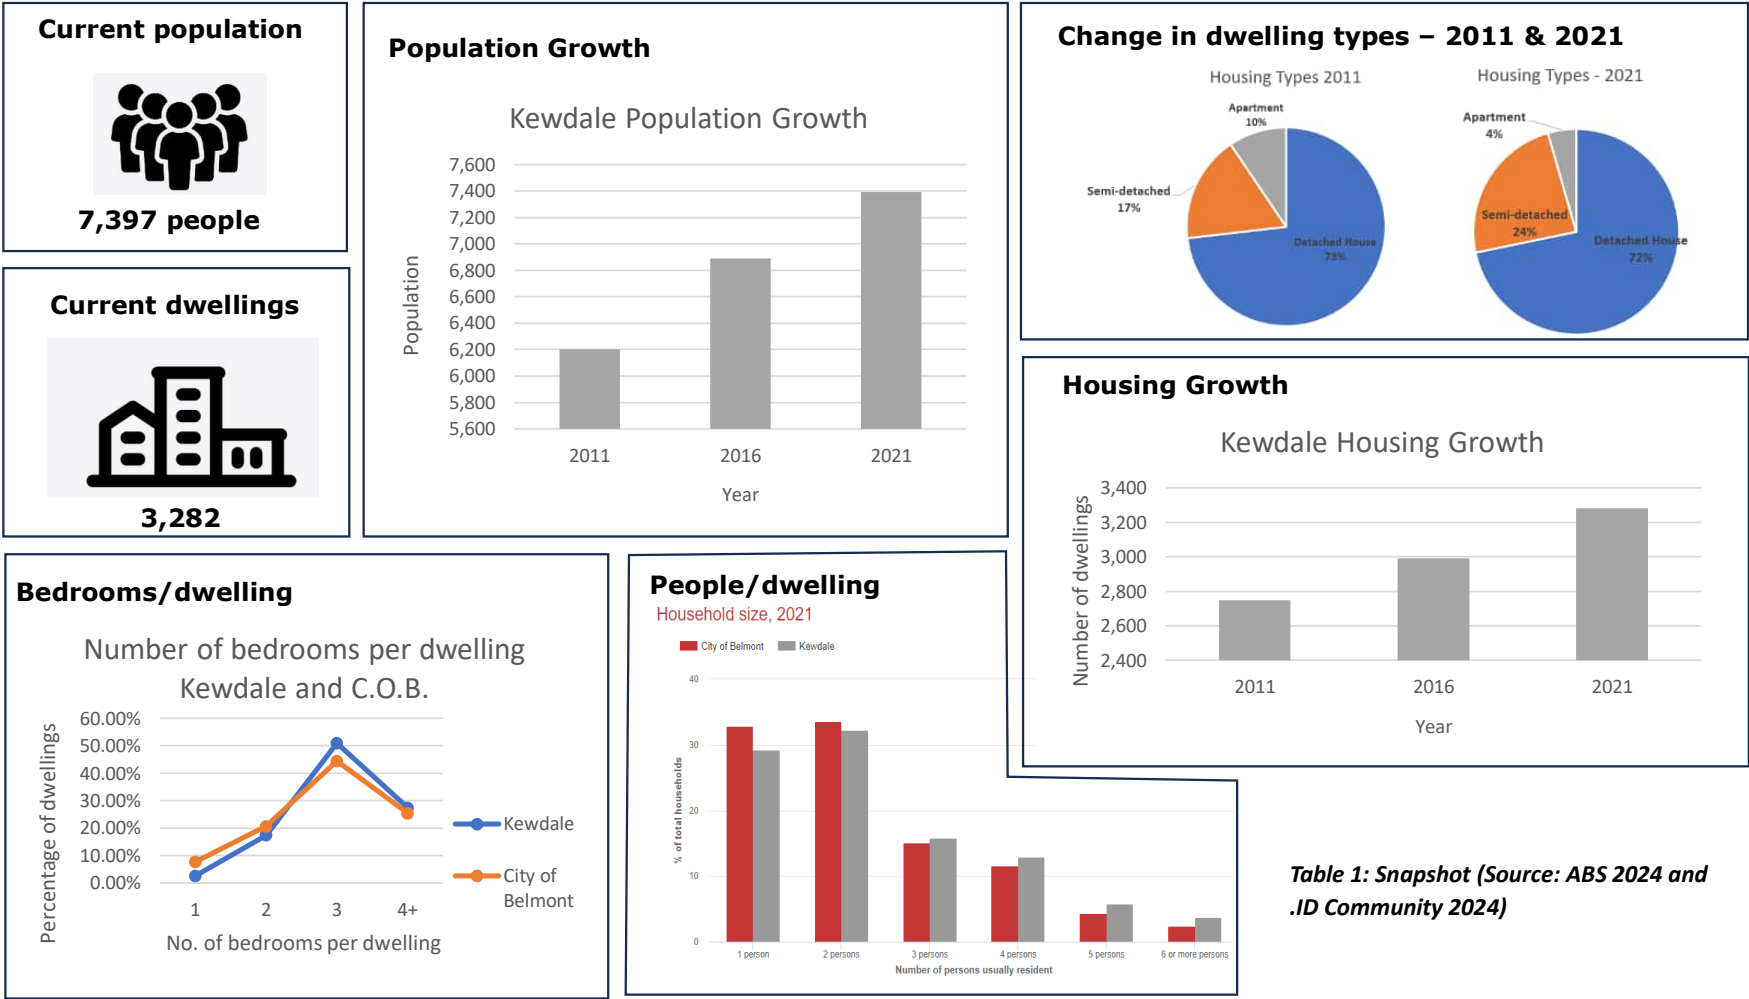 Current population
7,397 people
Current dwellings
3,282
Population Growth
Kewdale Population Growth
Population
7,600
7,400
7,200
7,000
6,800
6,600
6,400
6,200
6,000
5,800
5,600
2011
2016
2021
Year
Change in dwelling types – 2011 & 2021
Housing Types 2011
Apartment
10%
Semi-detached
17%
Detached House
73%
Housing Types - 2021
Apartment
4%
Semi-detached
24%
Detached House
72%
Housing Growth
Kewdale Housing Growth
Number of dwellings
3,400
3,200
3,000
2,800
2,600
2,400
2011
2016
2021
Year
Bedrooms/dwelling
Number of bedrooms per dwelling
Kewdale and C.O.B.
Percentage of dwellings
60.00%
50.00%
40.00%
30.00%
20.00%
10.00%
0.00%
1
2
3
4+
No. of bedrooms per dwelling
Kewdale
City of
Belmont
People/dwelling
Household size, 2021
City of Belmont
Kewdale
% of total households
40
30
20
10
0
1 person
2 persons
3 persons
4 persons
5 persons
6 or more persons
Number of persons usually resident
Table 1: Snapshot (Source: ABS 2024 and
.ID Community 2024)